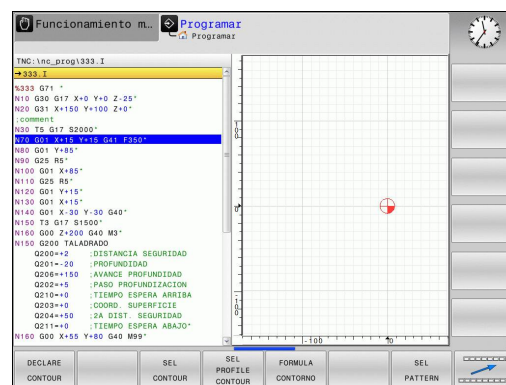 Funcionamiento m...
Programar
Programar
TNC:\nc_prog\333.I
→333.I
%333 G71 *
N10 G30 G17 X+0 Y+0 Z-25*
N20 G31 X+150 Y+100 Z+0*
;comment
N30 T5 G17 S2000*
N70 G01 X+15 Y+15 G41 F350*
N80 G01 Y+85*
N90 G25 R5*
N100 G01 X+85*
N110 G25 R5*
N120 G01 Y+15*
N130 G01 X+15*
N140 G01 X-30 Y-30 G40*
N150 T3 G17 S1500*
N160 G00 Z+200 G40 M3*
N150 G200 TALADRADO
Q200=+2 ;DISTANCIA SEGURIDAD
Q201=-20 ;PROFUNDIDAD
Q206=+150 ;AVANCE PROFUNDIDAD
Q202=+5 ;PASO PROFUNDIZACION
Q210=+0 ;TIEMPO ESPERA ARRIBA
Q203=+0 ;COORD. SUPERFICIE
Q204=+50 ;2A DIST. SEGURIDAD
Q211=+0 ;TIEMPO ESPERA ABAJO*
N160 G00 X+55 Y+80 G40 M99*
100
0
-100
-100
0
DECLARE CONTOUR
SEL CONTOUR
SEL PROFILE CONTOUR
FORMULA CONTORNO
SEL PATTERN